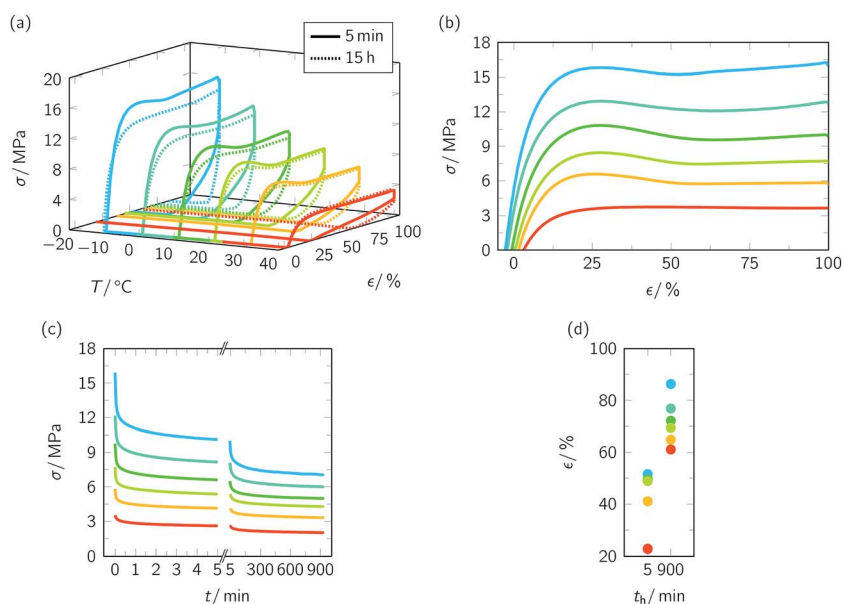 (a)
5 min
15 h
20
16
12
8
4
0
σ / MPa
−20
−10
0
10
20
30
40
T / °C
0
25
50
75
100
ϵ / %
(b)
18
15
12
9
6
3
0
σ / MPa
0 25 50 75 100
ϵ / %
(c)
18
15
12
9
6
3
0
σ / MPa
0 1 2 3 4 5 5 300 600 900
t / min
(d)
100
80
60
40
20
ϵ / %
5 900
t_h / min